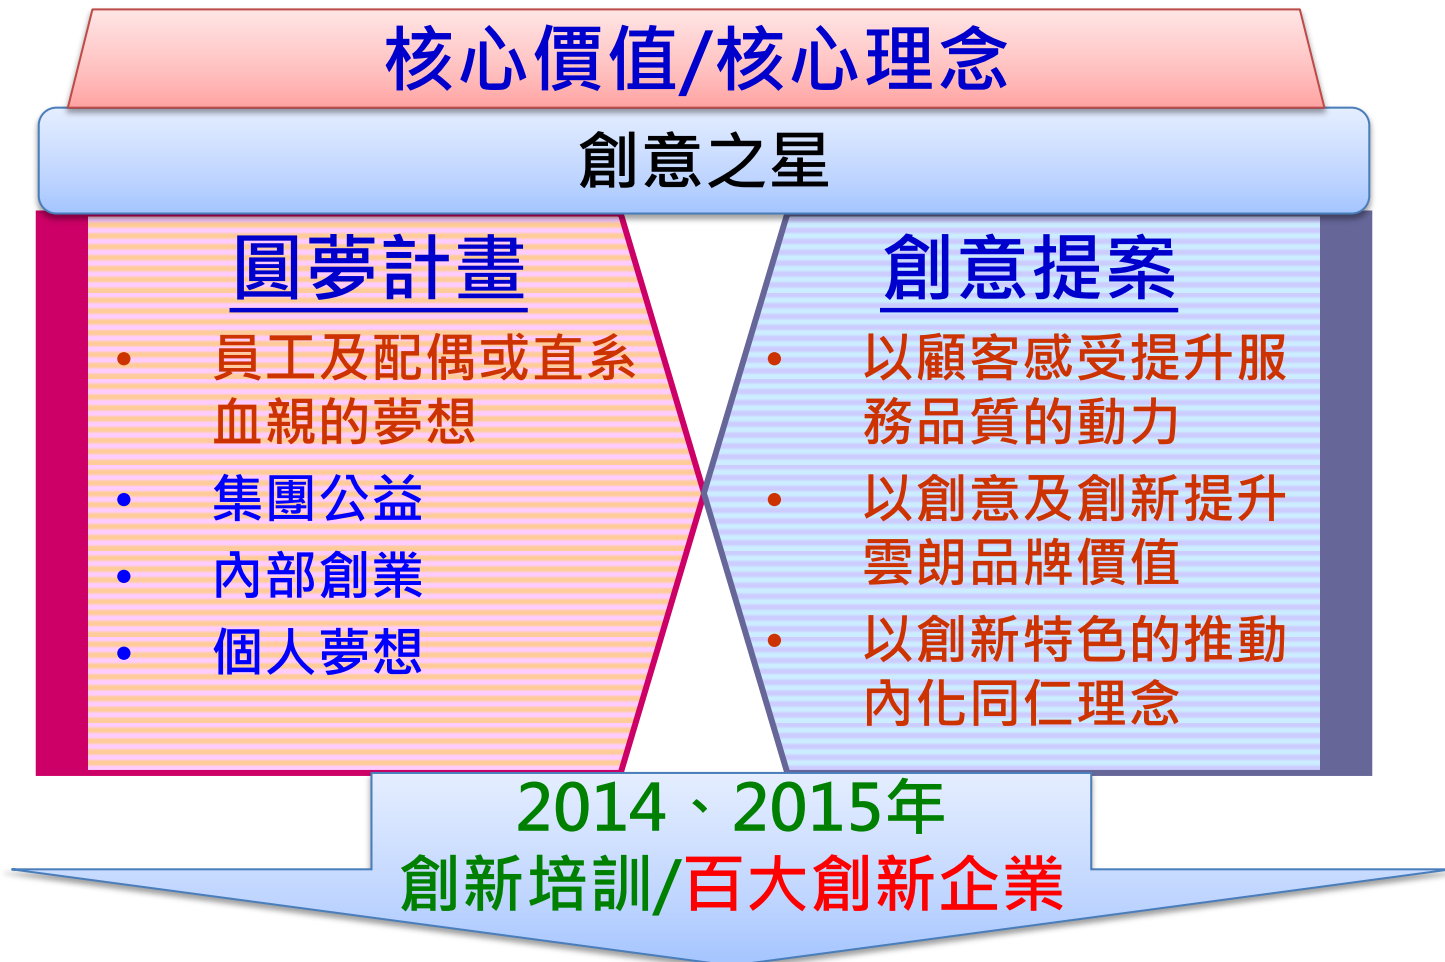 核心價值/核心理念
創意之星
圓夢計畫
• 員工及配偶或直系
血親的夢想
• 集團公益
• 內部創業
• 個人夢想
創意提案
• 以顧客感受提升服
務品質的動力
• 以創意及創新提升
雲朗品牌價值
• 以創新特色的推動
內化同仁理念
2014、2015年
創新培訓/百大創新企業